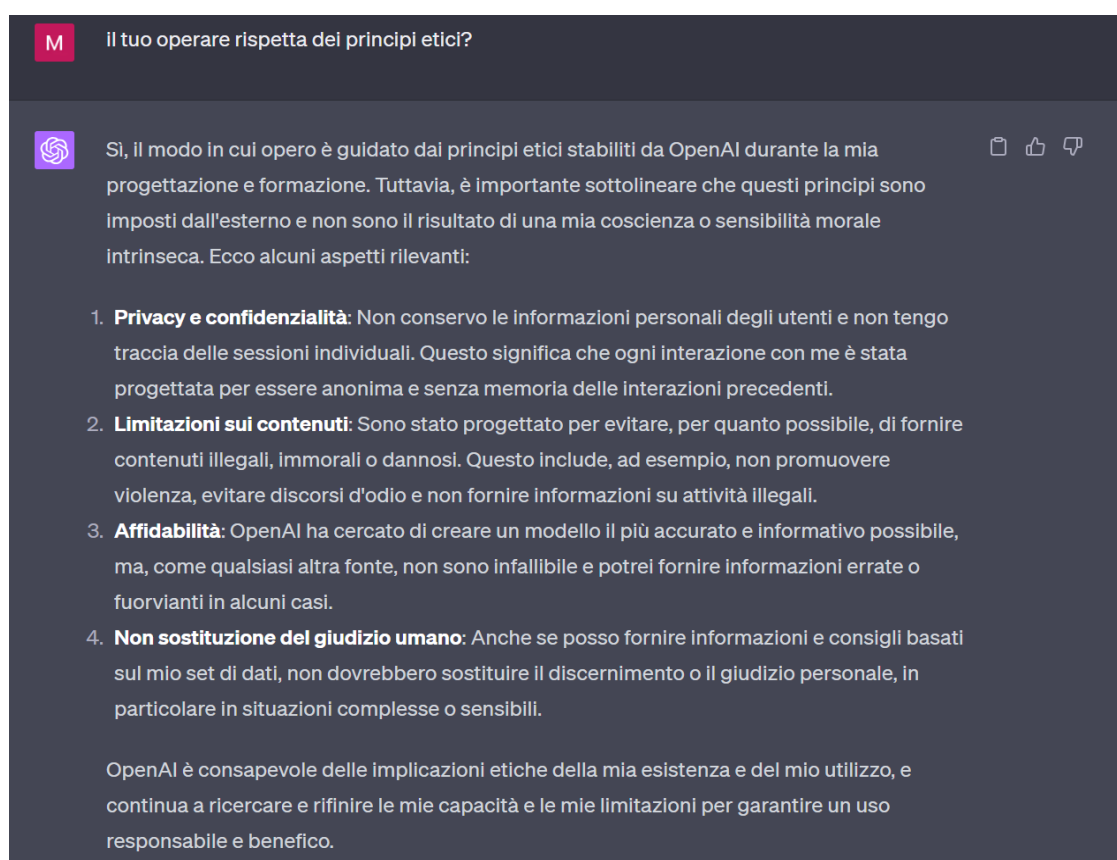 M
il tuo operare rispetta dei principi etici?
Sì, il modo in cui opero è guidato dai principi etici stabiliti da OpenAI durante la mia
progettazione e formazione. Tuttavia, è importante sottolineare che questi principi sono
imposti dall'esterno e non sono il risultato di una mia coscienza o sensibilità morale
intrinseca. Ecco alcuni aspetti rilevanti:
1. Privacy e confidenzialità: Non conservo le informazioni personali degli utenti e non tengo
traccia delle sessioni individuali. Questo significa che ogni interazione con me è stata
progettata per essere anonima e senza memoria delle interazioni precedenti.
2. Limitazioni sui contenuti: Sono stato progettato per evitare, per quanto possibile, di fornire
contenuti illegali, immorali o dannosi. Questo include, ad esempio, non promuovere
violenza, evitare discorsi d'odio e non fornire informazioni su attività illegali.
3. Affidabilità: OpenAI ha cercato di creare un modello il più accurato e informativo possibile,
ma, come qualsiasi altra fonte, non sono infallibile e potrei fornire informazioni errate o
fuorvianti in alcuni casi.
4. Non sostituzione del giudizio umano: Anche se posso fornire informazioni e consigli basati
sul mio set di dati, non dovrebbero sostituire il discernimento o il giudizio personale, in
particolare in situazioni complesse o sensibili.
OpenAI è consapevole delle implicazioni etiche della mia esistenza e del mio utilizzo, e
continua a ricercare e rifinire le mie capacità e le mie limitazioni per garantire un uso
responsabile e benefico.